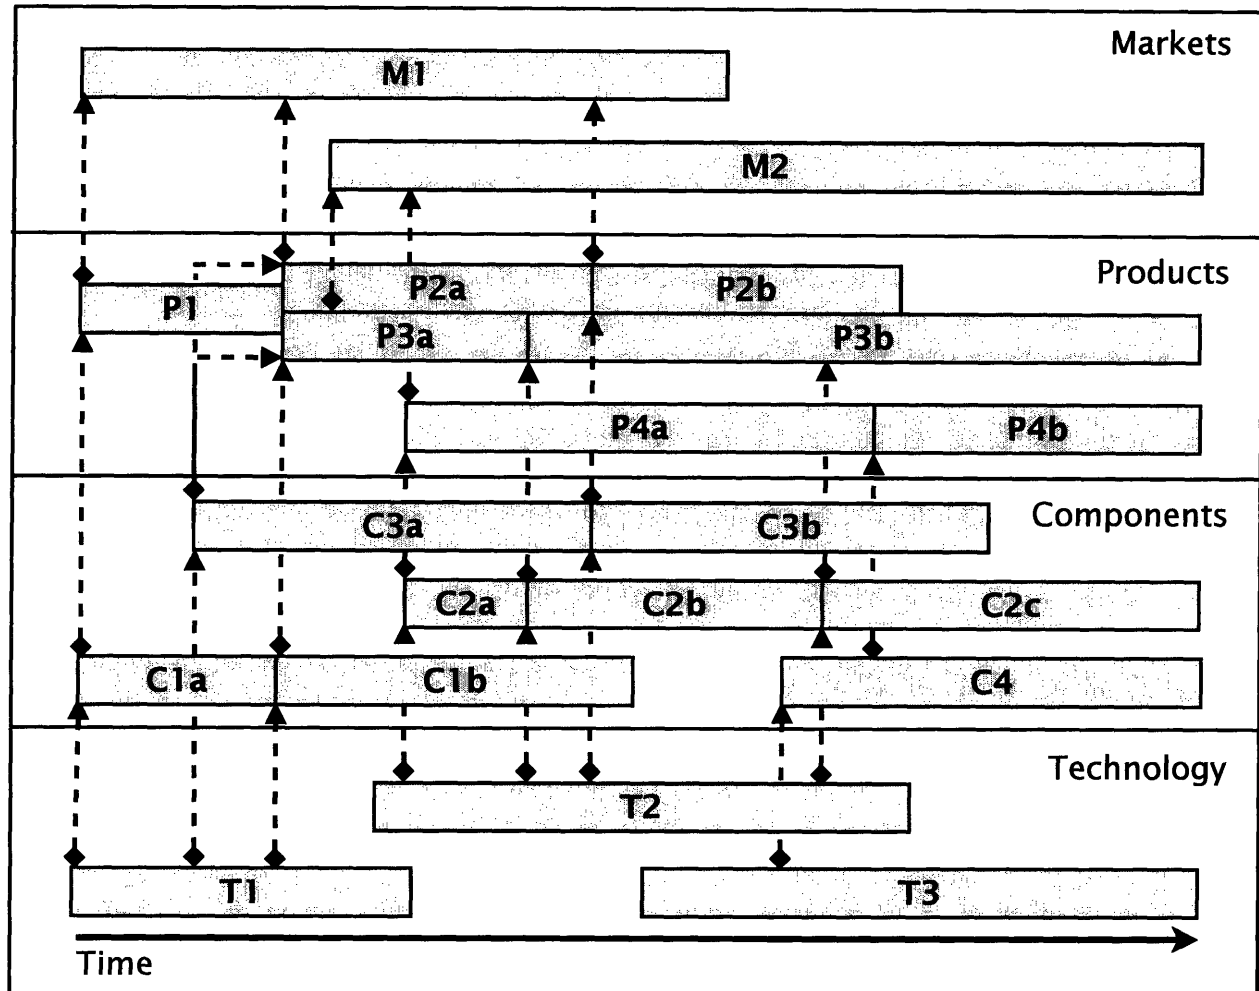 Markets
M1
M2
Products
P1
P2a
P2b
P3a
P3b
P4a
P4b
Components
C3a
C3b
C2a
C2b
C2c
C1a
C1b
C4
Technology
T2
T1
T3
Time